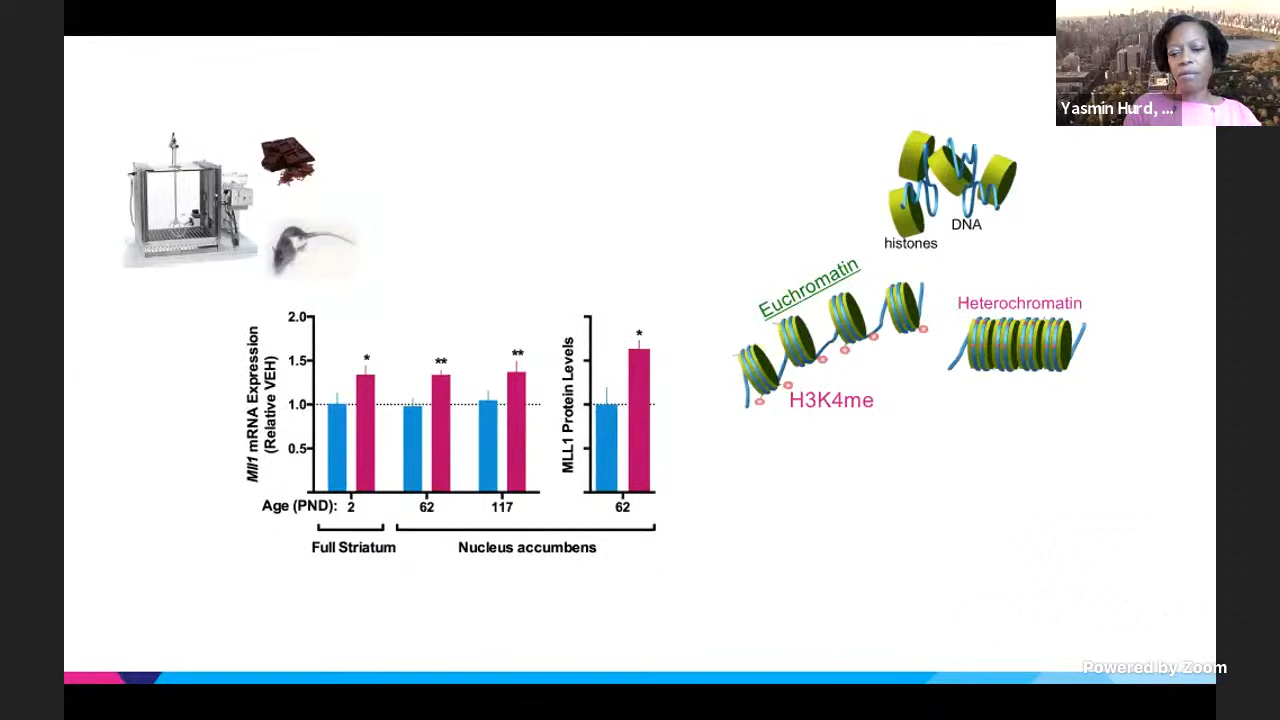 Yasmin Hurd, ...
DNA
histones
Euchromatin
Heterochromatin
H3K4me
Mll1 mRNA Expression
(Relative VEH)
2.0
1.5
1.0
0.5
*
**
**
Age (PND): 2
62
117
Full Striatum
Nucleus accumbens
MLL1 Protein Levels
*
62
Powered by Zoom